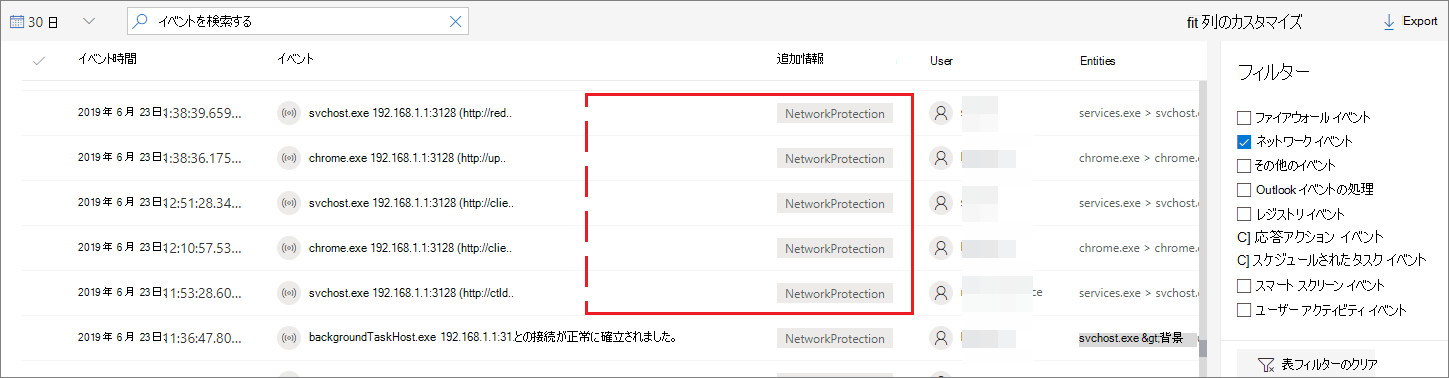 30 日 イベントを検索する fit 列のカスタマイズ Export
イベント時間 イベント 追加情報 User Entities
2019 年 6 月 23日1:38:39.659... svchost.exe 192.168.1.1:3128 (http://red.. NetworkProtection services.exe > svchost.e
2019 年 6 月 23日1:38:36.175... chrome.exe 192.168.1.1:3128 (http://up.. NetworkProtection chrome.exe > chrome.e
2019 年 6 月 23日12:51:28.34... svchost.exe 192.168.1.1:3128 (http://clie.. NetworkProtection services.exe > svchost.e
2019 年 6 月 23日12:10:57.53... chrome.exe 192.168.1.1:3128 (http://clie.. NetworkProtection chrome.exe > chrome.e
2019 年 6 月 23日11:53:28.60... svchost.exe 192.168.1.1:3128 (http://ctld.. NetworkProtection ce services.exe > svchost.e
2019 年 6 月 23日11:36:47.80... backgroundTaskHost.exe 192.168.1.1:31.との接続が正常に確立されました。 NetworkProtection svchost.exe &gt;背景
フィルター
ファイアウォール イベント
ネットワーク イベント
その他のイベント
Outlook イベントの処理
レジストリ イベント
C] 応答アクション イベント
C] スケジュールされたタスク イベント
スマート スクリーン イベント
ユーザー アクティビティ イベント
表フィルターのクリア